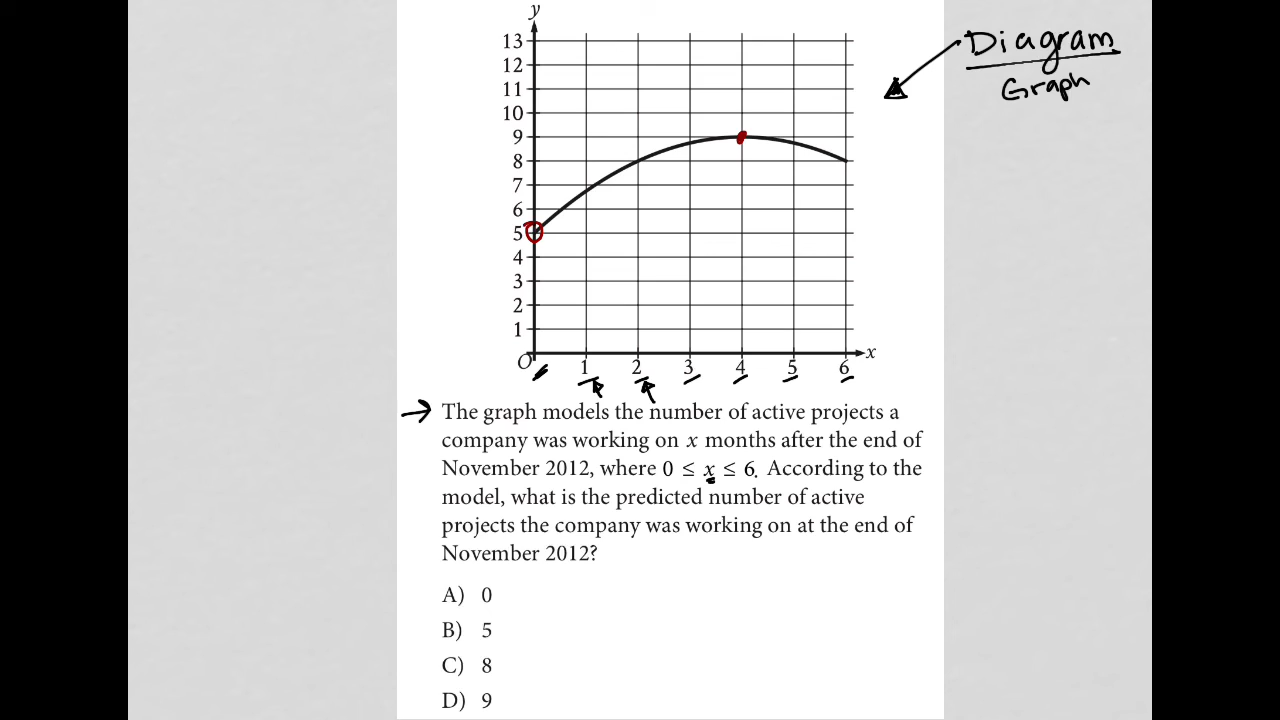 y
13
12
11
10
9
8
7
6
5
4
3
2
1
O
1 2 3 4 5 6
x
Diagram
Graph
The graph models the number of active projects a
company was working on x months after the end of
November 2012, where 0 ≤ x ≤ 6. According to the
model, what is the predicted number of active
projects the company was working on at the end of
November 2012?
A) 0
B) 5
C) 8
D) 9